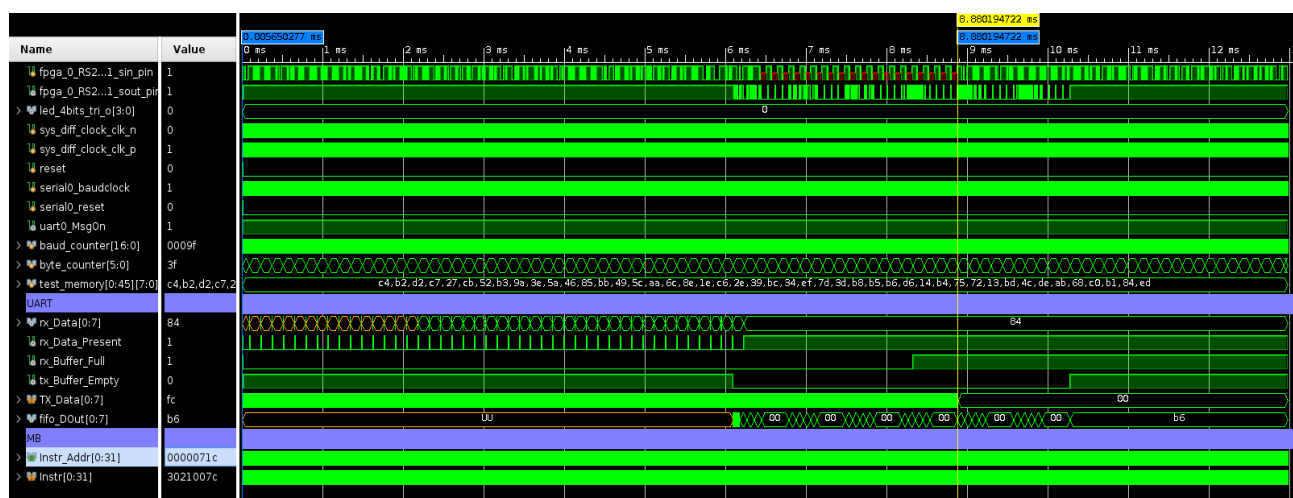 8.880194722 ms
0.005650277 ms 8.880194722 ms
Name Value
0 ms 1 ms 2 ms 3 ms 4 ms 5 ms 6 ms 7 ms 8 ms 9 ms 10 ms 11 ms 12 ms
fpga_0_RS2...1_sin_pin 1
fpga_0_RS2...1_sout_pin 1
led_4bits_tri_o[3:0] 0 0
sys_diff_clock_clk_n 0
sys_diff_clock_clk_p 1
reset 0
serial0_baudclock 1
serial0_reset 0
uart0_MsgOn 1
baud_counter[16:0] 0009f
byte_counter[5:0] 3f
test_memory[0:45][7:0] c4,b2,d2,c7,2 c4,b2,d2,c7,27,cb,52,b3,9a,3e,5a,46,85,bb,49,5c,aa,6c,8e,1e,c6,2e,39,bc,34,ef,7d,3d,b8,b5,b6,d6,14,b4,75,72,13,bd,4c,de,ab,68,c0,b1,84,ed
UART
rx_Data[0:7] 84 84
rx_Data_Present 1
rx_Buffer_Full 1
tx_Buffer_Empty 0
TX_Data[0:7] fc 00
fifo_DOut[0:7] b6 UU 00 00 00 00 00 00 b6
MB
Instr_Addr[0:31] 0000071c
Instr[0:31] 3021007c